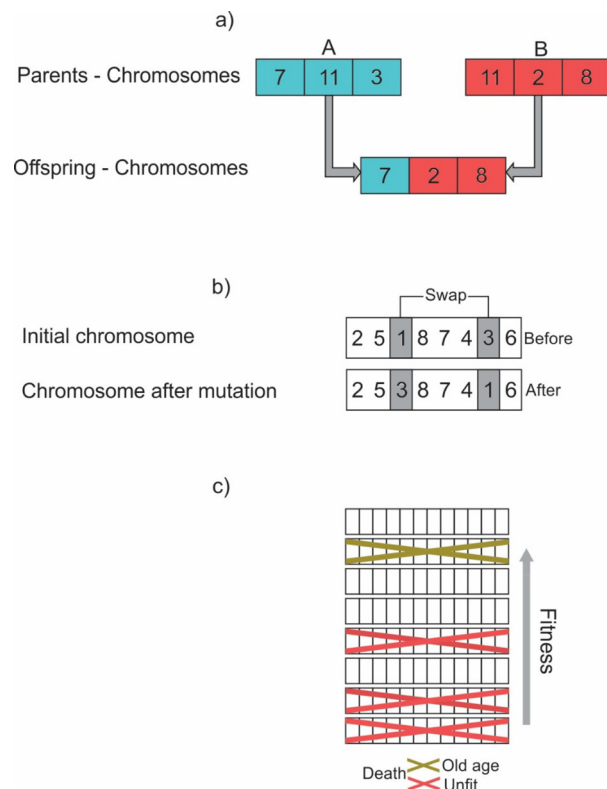 a)
A B
Parents - Chromosomes 7 11 3 11 2 8
Offspring - Chromosomes 7 2 8
b)
Swap
Initial chromosome 2 5 1 8 7 4 3 6 Before
Chromosome after mutation 2 5 3 8 7 4 1 6 After
c)
Fitness
Death Old age
Unfit